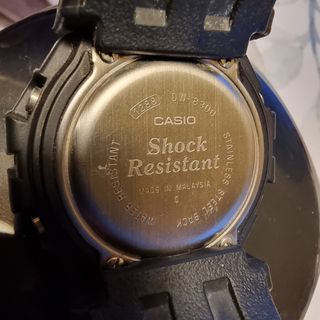 1289 DW-8300
CASIO
Shock
Resistant
MADE IN MALAYSIA
S
WATER RESISTANT
STAINLESS STEEL BACK